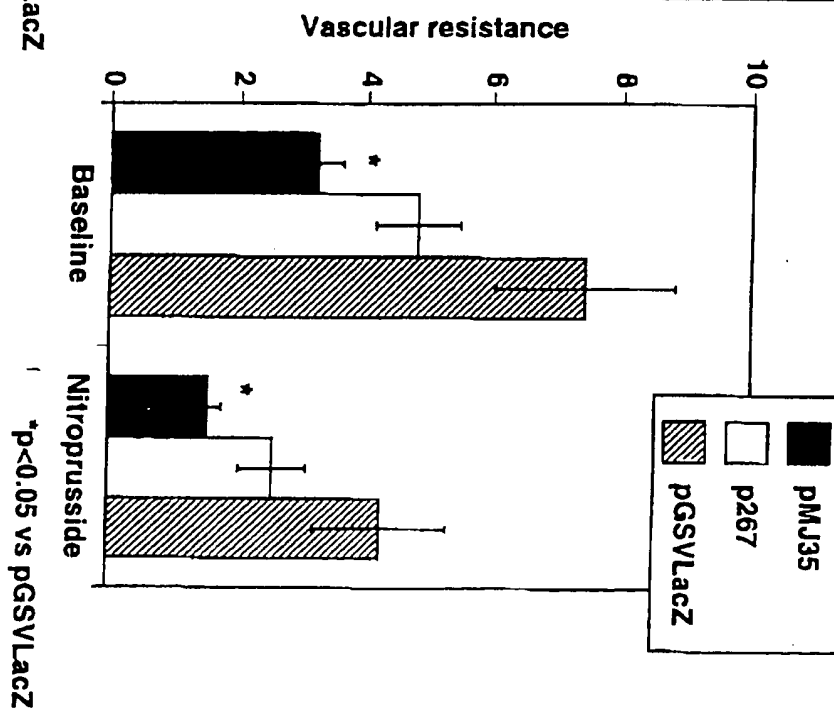 Vascular resistance
10
8
6
4
2
0
Baseline
Nitroprusside
*
*
pMJ35
p267
pGSVLacZ
*p<0.05 vs pGSVLacZ
acZ